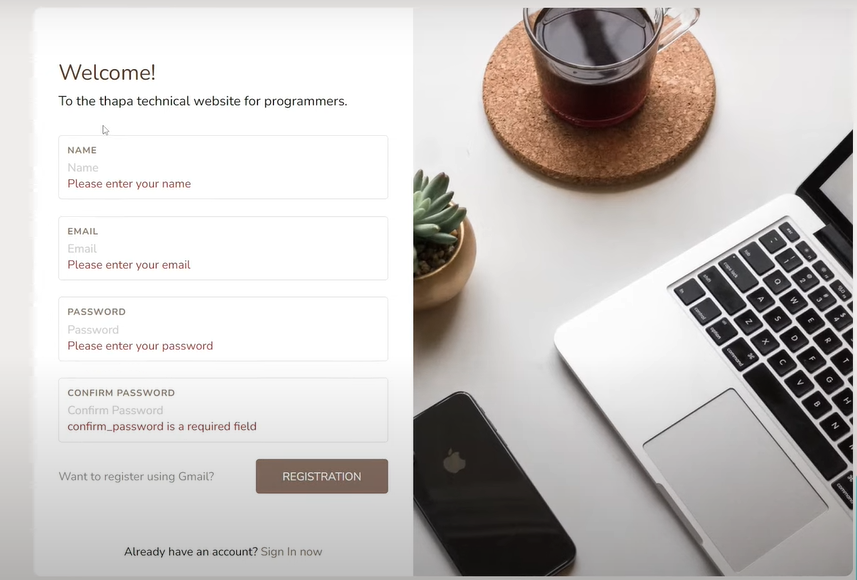 Welcome!
To the thapa technical website for programmers.
NAME
Name
Please enter your name
EMAIL
Email
Please enter your email
PASSWORD
Password
Please enter your password
CONFIRM PASSWORD
Confirm Password
confirm_password is a required field
Want to register using Gmail?
REGISTRATION
Already have an account? Sign In now